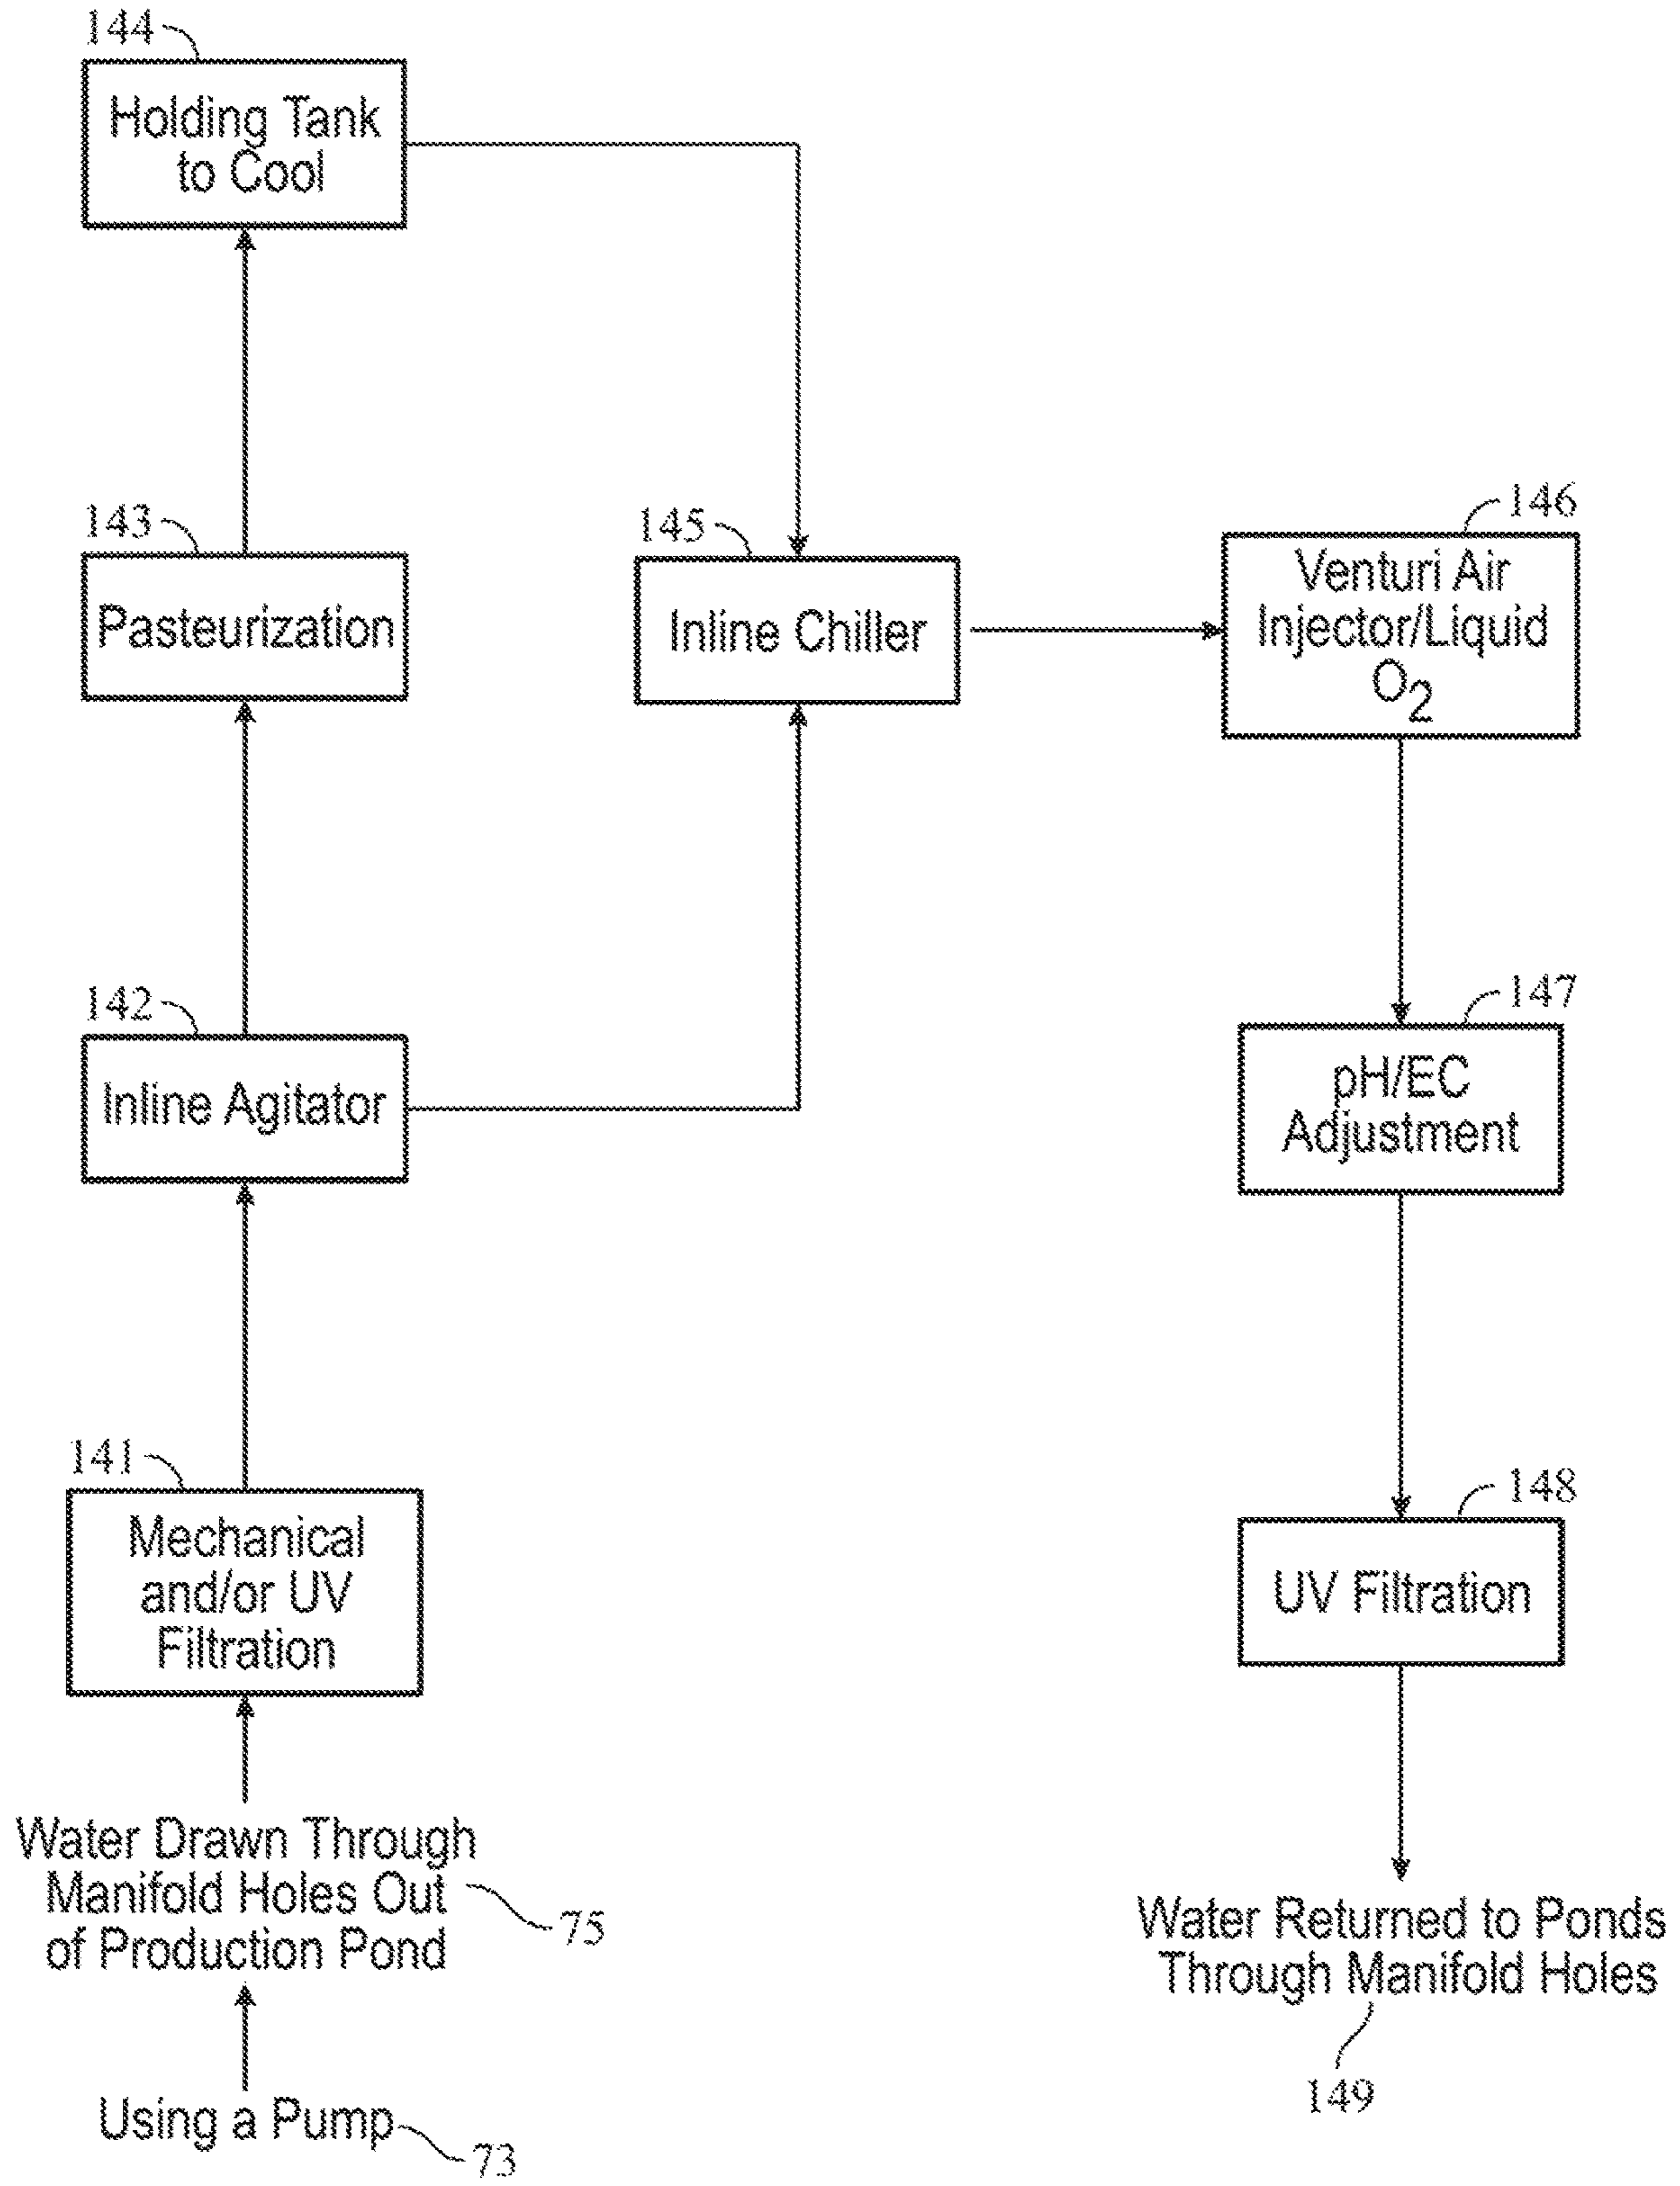 144
Holding Tank
to Cool
143
Pasteurization
145
Inline Chiller
146
Venturi Air
Injector/Liquid
O2
142
Inline Agitator
147
pH/EC
Adjustment
141
Mechanical
and/or UV
Filtration
148
UV Filtration
Water Drawn Through
Manifold Holes Out
of Production Pond
75
Water Returned to Ponds
Through Manifold Holes
149
Using a Pump
73